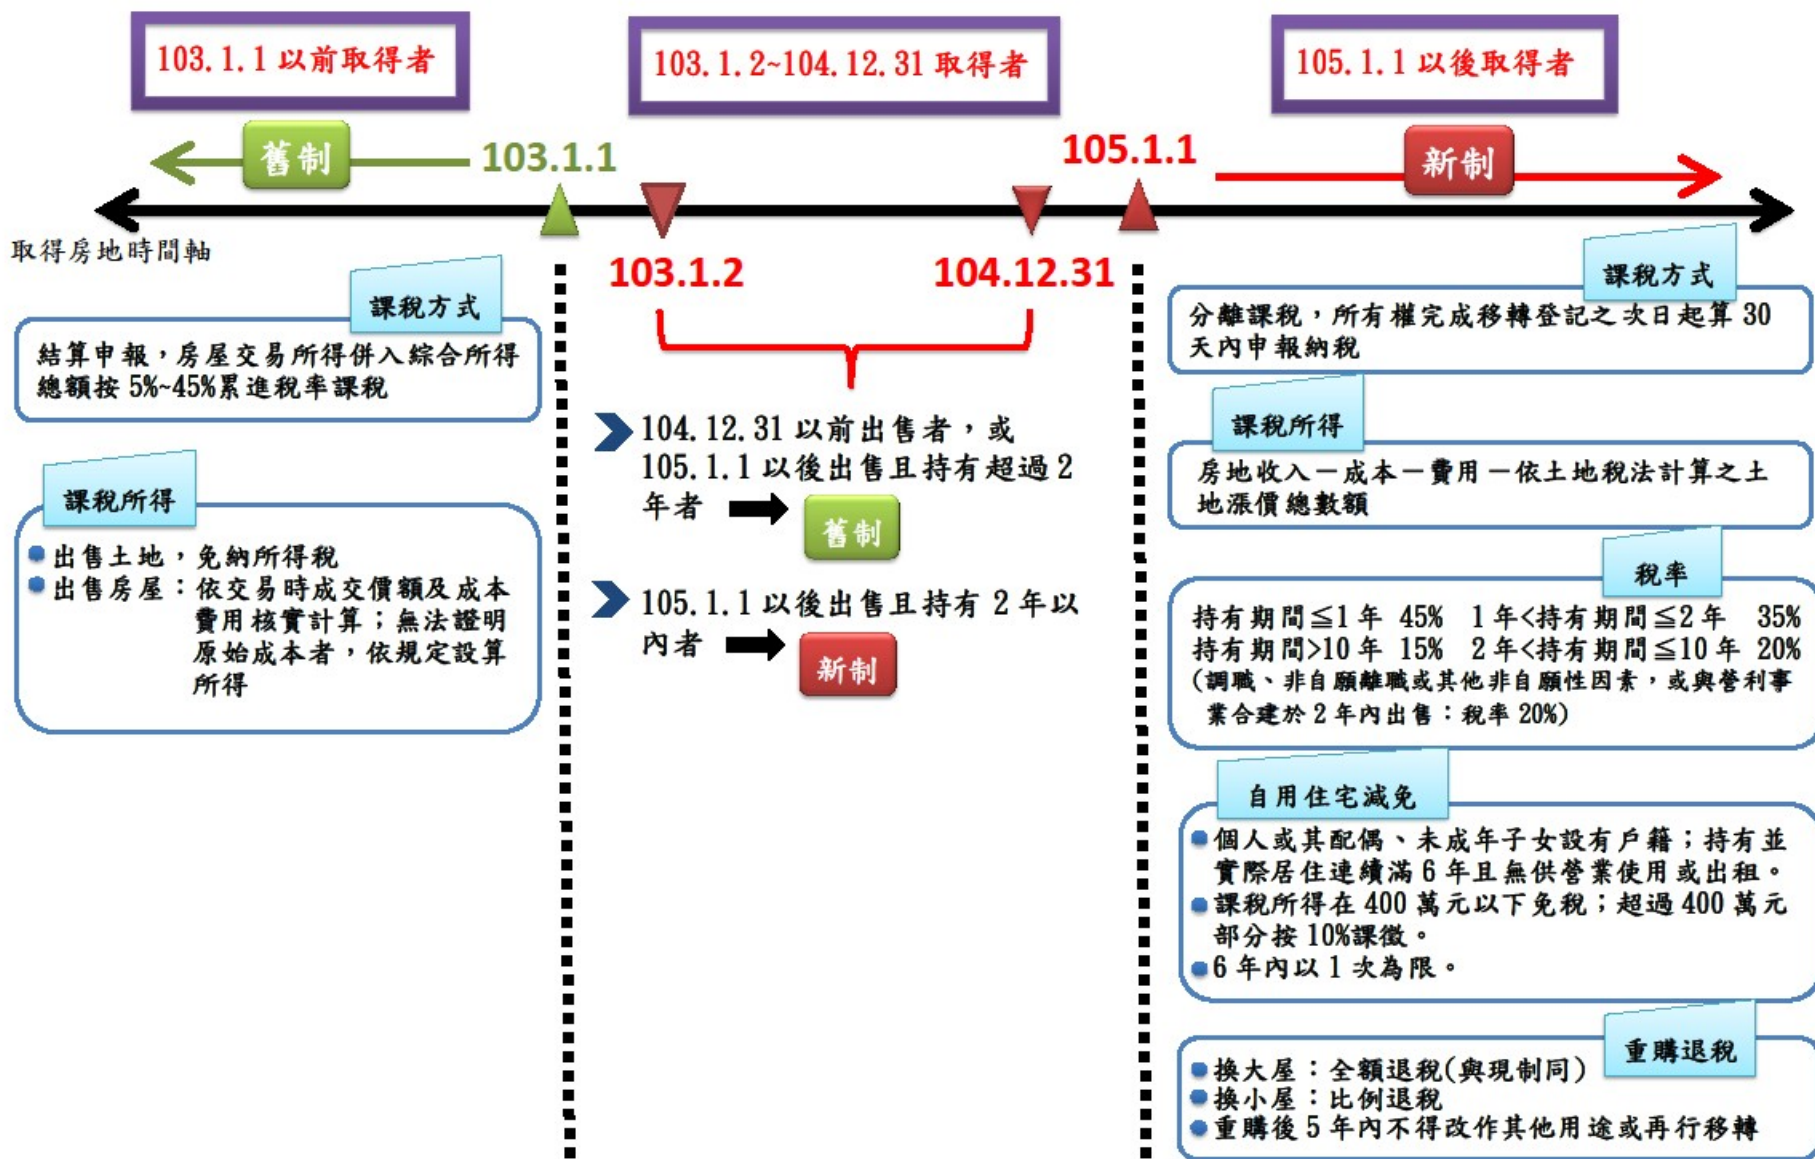 103.1.1 以前取得者
103.1.2~104.12.31 取得者
105.1.1 以後取得者
舊制
103.1.1
105.1.1
新制
取得房地時間軸
103.1.2
104.12.31
課稅方式
結算申報，房屋交易所得併入綜合所得
總額按 5%~45%累進稅率課稅
課稅所得
出售土地，免納所得稅
出售房屋：依交易時成交價額及成本
費用核實計算；無法證明
原始成本者，依規定設算
所得
104.12.31 以前出售者，或
105.1.1 以後出售且持有超過 2
年者
舊制
105.1.1 以後出售且持有 2 年以
內者
新制
課稅方式
分離課稅，所有權完成移轉登記之次日起算 30
天內申報納稅
課稅所得
房地收入－成本－費用－依土地稅法計算之土
地漲價總數額
稅率
持有期間≦1 年 45% 1 年<持有期間≦2 年 35%
持有期間>10 年 15% 2 年<持有期間≦10 年 20%
(調職、非自願離職或其他非自願性因素，或與營利事
業合建於 2 年內出售：稅率 20%)
自用住宅減免
個人或其配偶、未成年子女設有戶籍；持有並
實際居住連續滿 6 年且無供營業使用或出租。
課稅所得在 400 萬元以下免稅；超過 400 萬元
部分按 10%課徵。
6 年內以 1 次為限。
重購退稅
換大屋：全額退稅(與現制同)
換小屋：比例退稅
重購後 5 年內不得改作其他用途或再行移轉